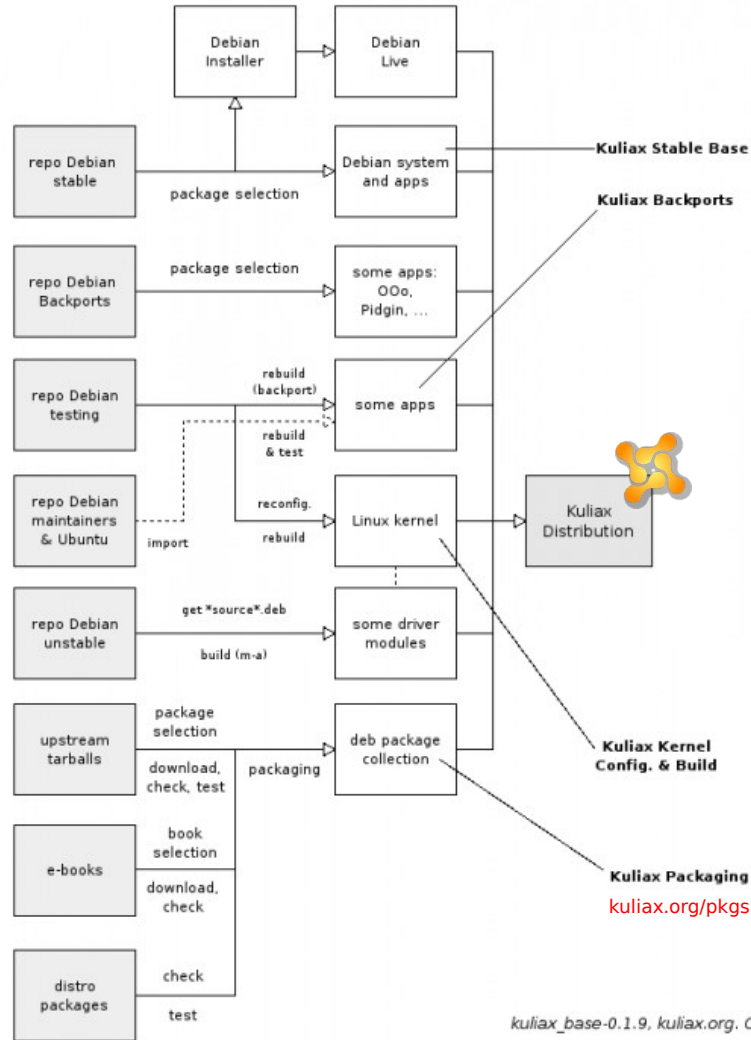 Debian
Installer
Debian
Live
repo Debian
stable
package selection
Debian system
and apps
Kuliax Stable Base
Kuliax Backports
repo Debian
Backports
package selection
some apps:
OOo,
Pidgin, ...
repo Debian
testing
rebuild
(backport)
rebuild
& test
some apps
repo Debian
maintainers
& Ubuntu
import
reconfig.
rebuild
Linux kernel
Kuliax
Distribution
repo Debian
unstable
get *source*.deb
build (m-a)
some driver
modules
upstream
tarballs
package
selection
download,
check, test
packaging
deb package
collection
Kuliax Kernel
Config. & Build
e-books
book
selection
download,
check
Kuliax Packaging
kuliax.org/pkgs
distro
packages
check
test
kuliax_base-0.1.9, kuliax.org.